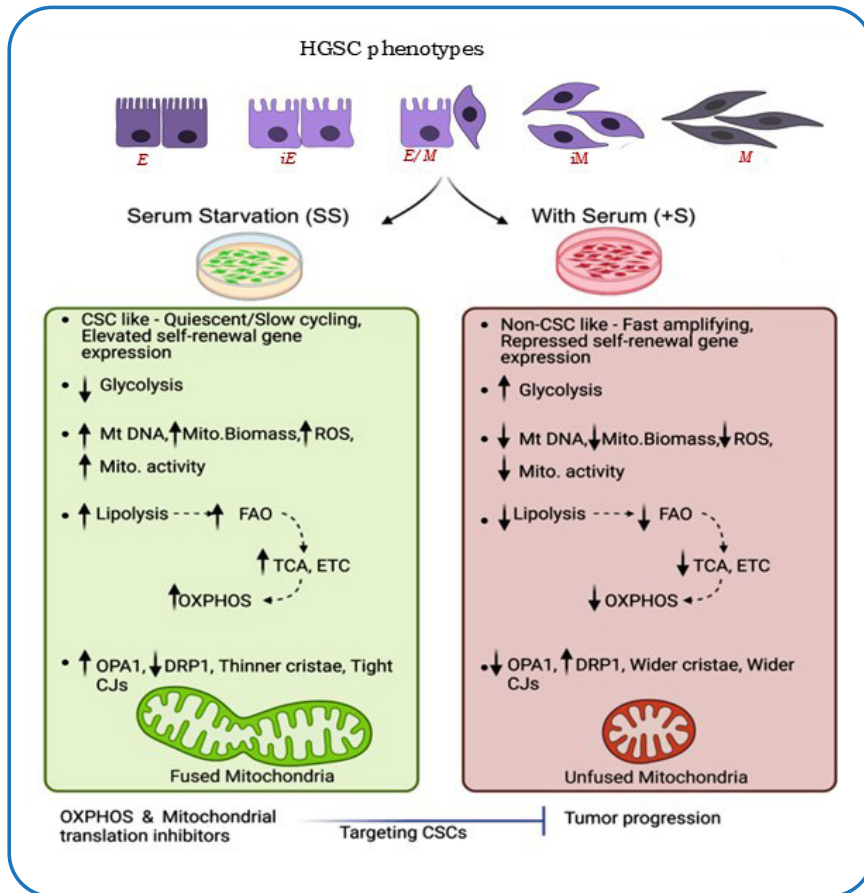 HGSC phenotypes
E
iE
E/M
iM
M
Serum Starvation (SS)
With Serum (+S)
• CSC like - Quiescent/Slow cycling,
Elevated self-renewal gene
expression
• ↓ Glycolysis
• ↑ Mt DNA,↑Mito.Biomass,↑ROS,
↑ Mito. activity
• ↑ Lipolysis ----▸↑ FAO
↑ TCA, ETC
↑OXPHOS
• ↑ OPA1, ↓DRP1, Thinner cristae, Tight
CJs
Fused Mitochondria
• Non-CSC like - Fast amplifying,
Repressed self-renewal gene
expression
• ↑ Glycolysis
• ↓ Mt DNA,↓Mito.Biomass,↓ROS,
↓ Mito. activity
• ↓Lipolysis ----▸↓ FAO
↓ TCA, ETC
↓OXPHOS
•↓ OPA1, ↑DRP1, Wider cristae, Wider
CJs
Unfused Mitochondria
OXPHOS & Mitochondrial
translation inhibitors
Targeting CSCs
Tumor progression